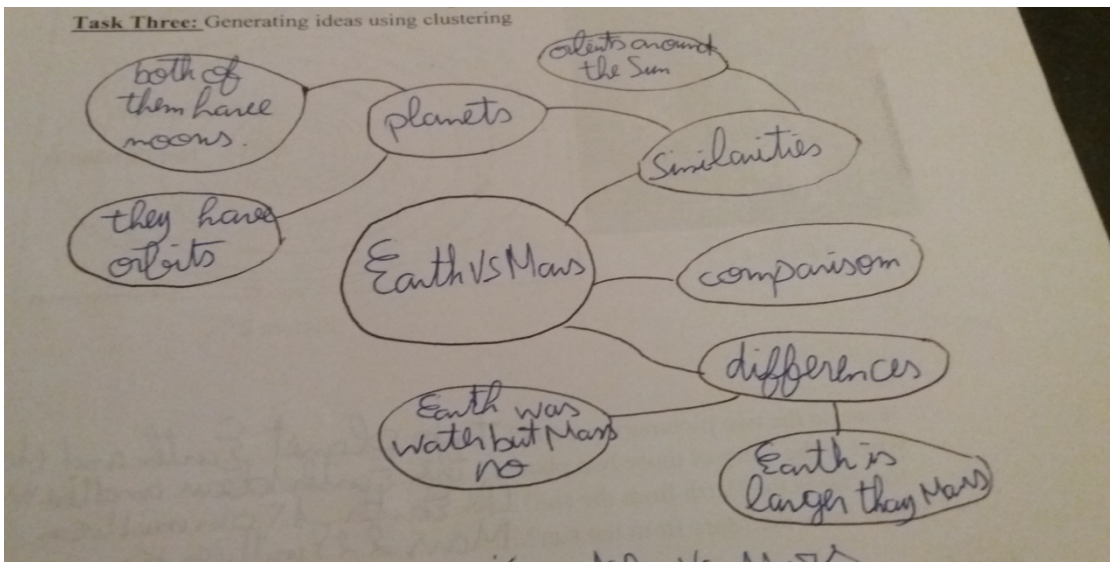 Task Three: Generating ideas using clustering
both of
them have
moons.
planets
orbits around
the Sun
Similarities
they have
orbits
Earth VS Mars
comparisom
differences
Earth was
water but Mars
no
Earth is
larger than Mars